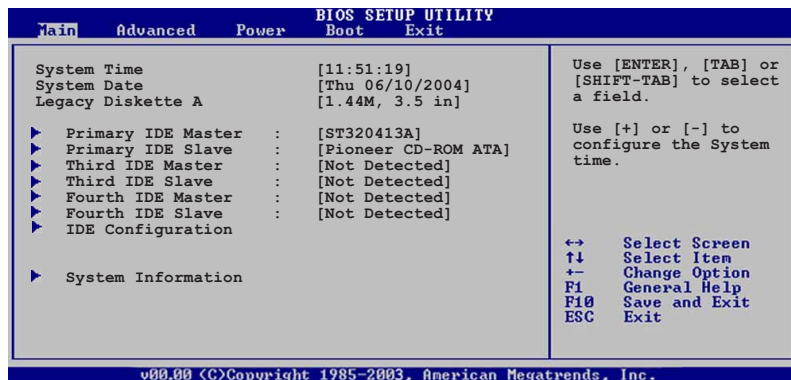 BIOS SETUP UTILITY
Main Advanced Power Boot Exit
System Time [11:51:19]
System Date [Thu 06/10/2004]
Legacy Diskette A [1.44M, 3.5 in]
Primary IDE Master : [ST320413A]
Primary IDE Slave : [Pioneer CD-ROM ATA]
Third IDE Master : [Not Detected]
Third IDE Slave : [Not Detected]
Fourth IDE Master : [Not Detected]
Fourth IDE Slave : [Not Detected]
IDE Configuration
System Information
Use [ENTER], [TAB] or
[SHIFT-TAB] to select
a field.
Use [+] or [-] to
configure the System
time.
↔ Select Screen
↑↓ Select Item
+- Change Option
F1 General Help
F10 Save and Exit
ESC Exit
v00.00 (C)Copyright 1985-2003, American Megatrends, Inc.